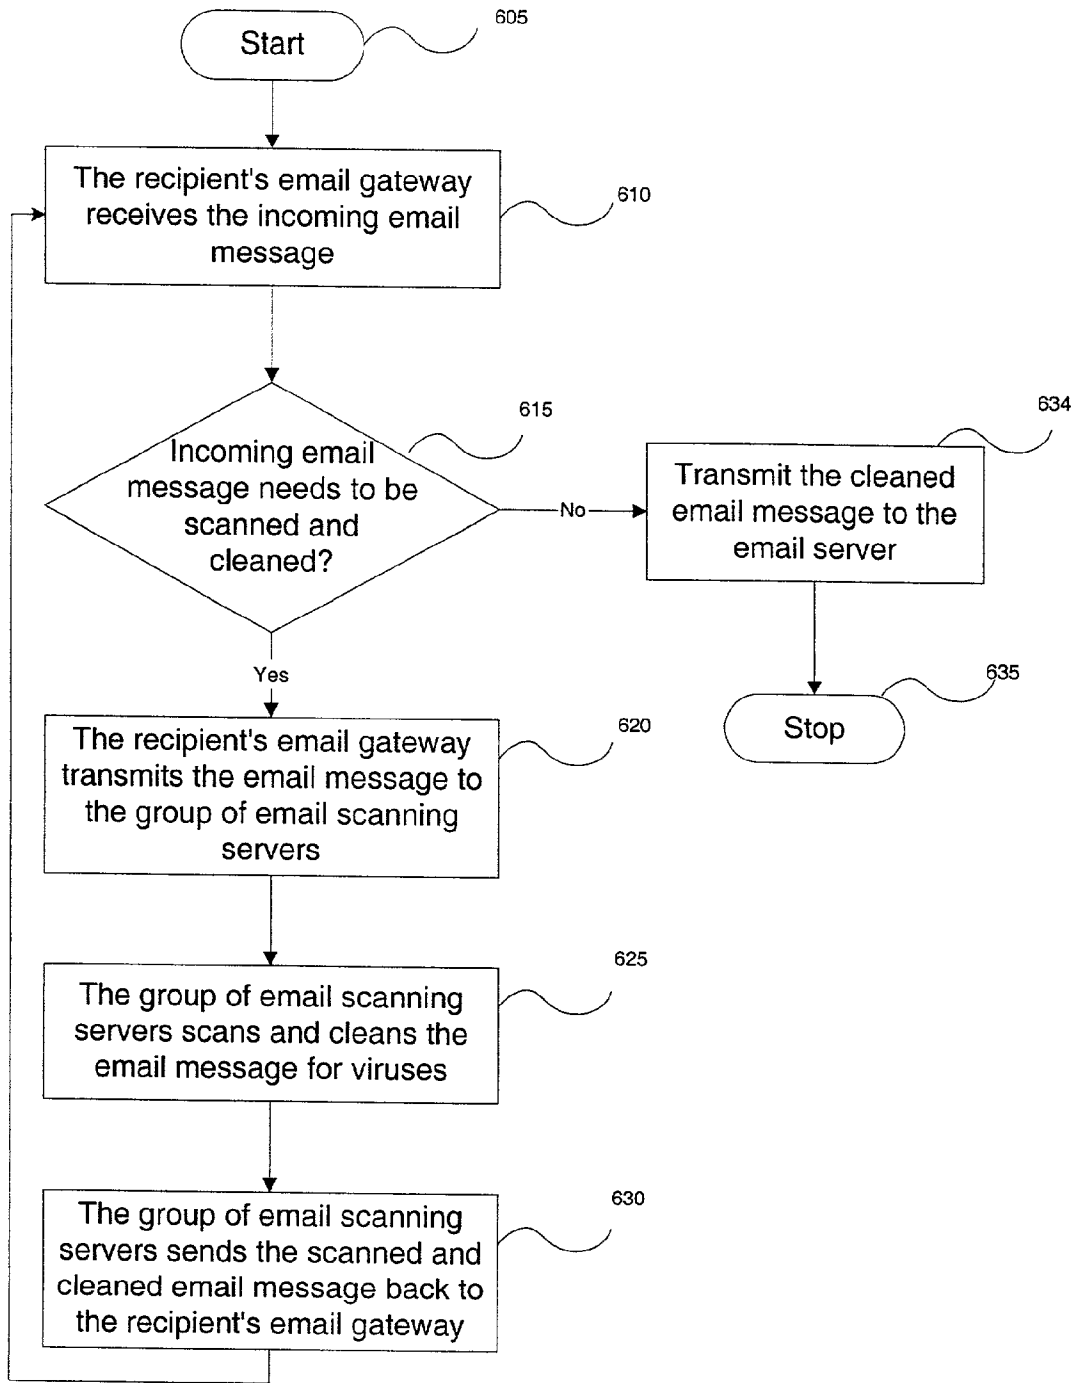 605
Start
The recipient's email gateway
receives the incoming email
message
610
615
Incoming email
message needs to be
scanned and
cleaned?
No
634
Transmit the cleaned
email message to the
email server
Yes
635
Stop
The recipient's email gateway
transmits the email message to
the group of email scanning
servers
620
The group of email scanning
servers scans and cleans the
email message for viruses
625
The group of email scanning
servers sends the scanned and
cleaned email message back to
the recipient's email gateway
630